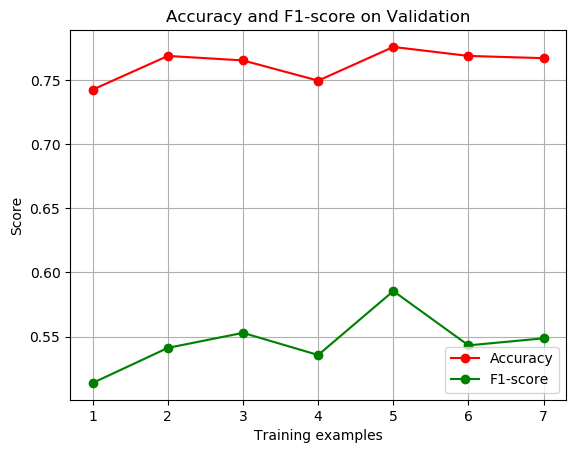 Accuracy and F1-score on Validation
Score
0.75
0.70
0.65
0.60
0.55
1 2 3 4 5 6 7
Training examples
Accuracy
F1-score